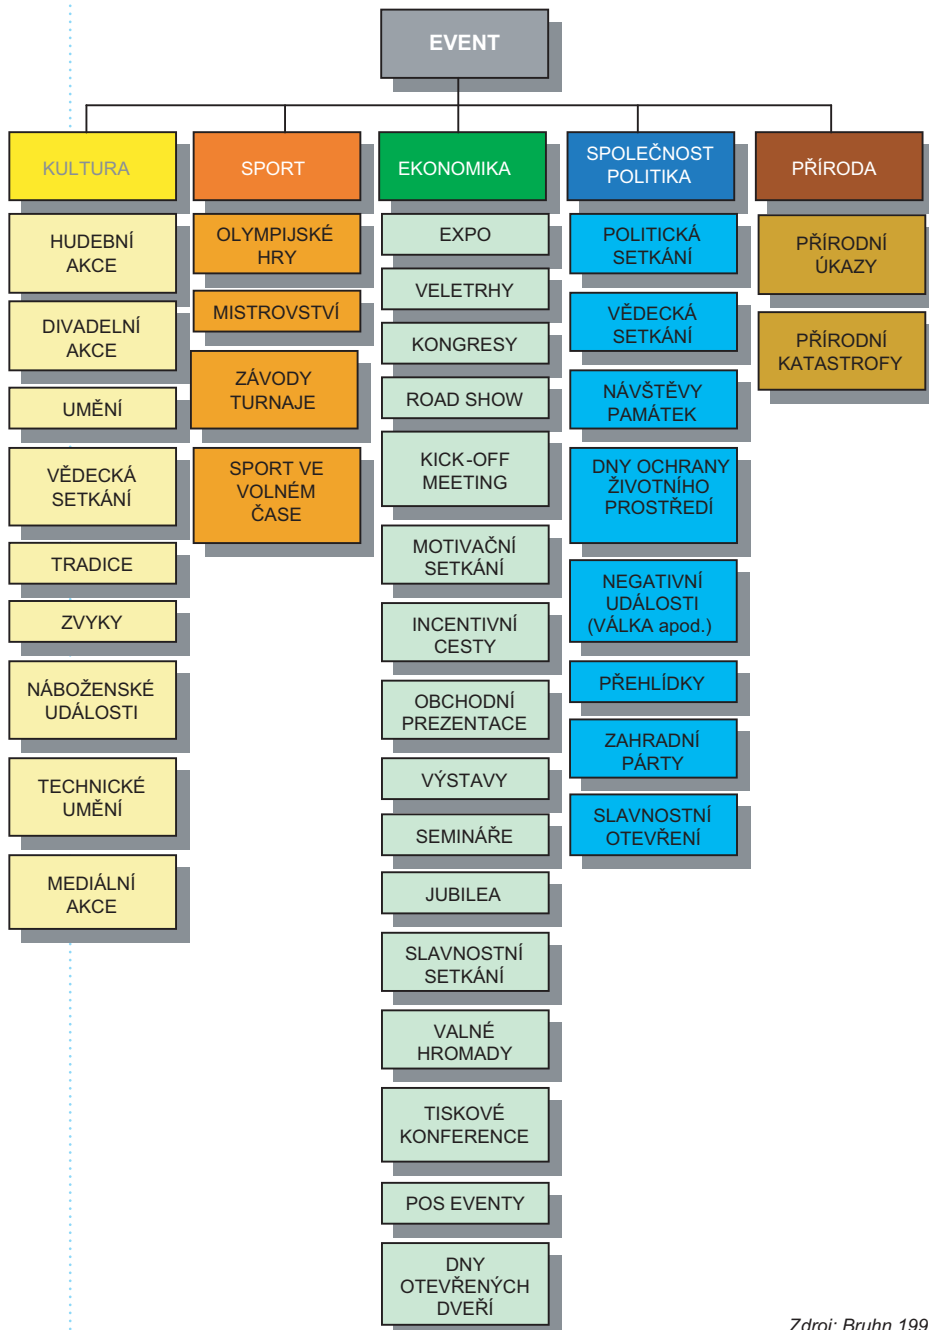 EVENT
KULTURA
HUDEBNÍ
AKCE
DIVADELNÍ
AKCE
UMĚNÍ
VĚDECKÁ
SETKÁNÍ
TRADICE
ZVYKY
NÁBOŽENSKÉ
UDÁLOSTI
TECHNICKÉ
UMĚNÍ
MEDIÁLNÍ
AKCE
SPORT
OLYMPIJSKÉ
HRY
MISTROVSTVÍ
ZÁVODY
TURNAJE
SPORT VE
VOLNÉM
ČASE
EKONOMIKA
EXPO
VELETRHY
KONGRESY
ROAD SHOW
KICK-OFF
MEETING
MOTIVAČNÍ
SETKÁNÍ
INCENTIVNÍ
CESTY
OBCHODNÍ
PREZENTACE
VÝSTAVY
SEMINÁŘE
JUBILEA
SLAVNOSTNÍ
SETKÁNÍ
VALNÉ
HROMADY
TISKOVÉ
KONFERENCE
POS EVENTY
DNY
OTEVŘENÝCH
DVEŘÍ
SPOLEČNOST
POLITIKA
POLITICKÁ
SETKÁNÍ
VĚDECKÁ
SETKÁNÍ
NÁVŠTĚVY
PAMÁTEK
DNY OCHRANY
ŽIVOTNÍHO
PROSTŘEDÍ
NEGATIVNÍ
UDÁLOSTI
(VÁLKA apod.)
PŘEHLÍDKY
ZAHRADNÍ
PÁRTY
SLAVNOSTNÍ
OTEVŘENÍ
PŘÍRODA
PŘÍRODNÍ
ÚKAZY
PŘÍRODNÍ
KATASTROFY
Zdroj: Bruhn 199